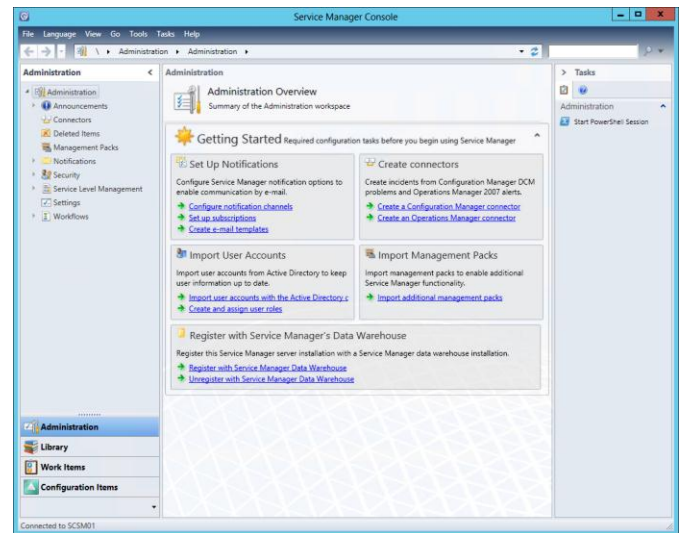 Service Manager Console
File Language View Go Tools Tasks Help
\ Administration Administration
Administration <
Administration
Announcements
Connectors
Deleted Items
Management Packs
Notifications
Security
Service Level Management
Settings
Workflows
Administration
Library
Work Items
Configuration Items
Administration
Administration Overview
Summary of the Administration workspace
Getting Started Required configuration tasks before you begin using Service Manager
Set Up Notifications
Configure Service Manager notification options to
enable communication by e-mail.
Configure notification channels
Set up subscriptions
Create e-mail templates
Create connectors
Create incidents from Configuration Manager DCM
problems and Operations Manager 2007 alerts.
Create a Configuration Manager connector
Create an Operations Manager connector
Import User Accounts
Import user accounts from Active Directory to keep
user information up to date.
Import user accounts with the Active Directory c
Create and assign user roles
Import Management Packs
Import management packs to enable additional
Service Manager functionality.
Import additional management packs
Register with Service Manager's Data Warehouse
Register this Service Manager server installation with a Service Manager data warehouse installation.
Register with Service Manager Data Warehouse
Unregister with Service Manager Data Warehouse
> Tasks
Administration
Start PowerShell Session
Connected to SCSM01